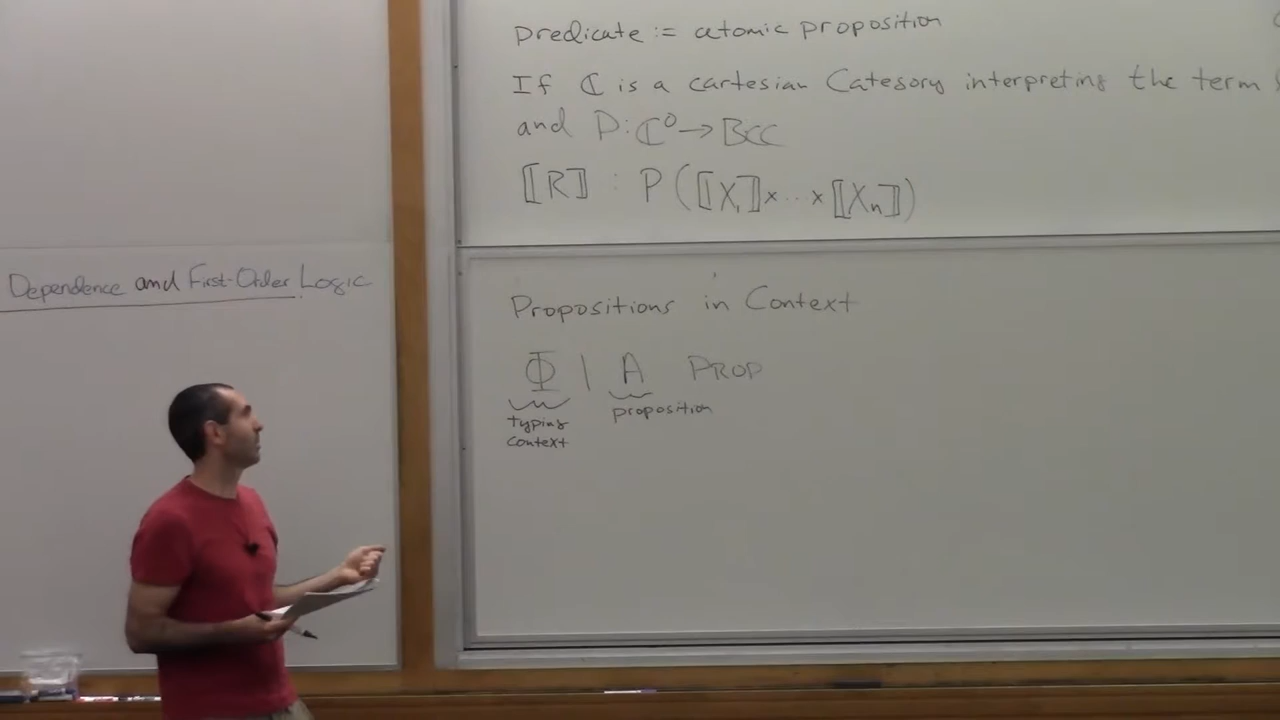 Dependence and First-Order Logic
predicate := atomic proposition
If ℂ is a cartesian Category interpreting the term
and P : ℂ° → BCC
⟦R⟧ : P(⟦X₁⟧ × ··· × ⟦Xₙ⟧)
Propositions in Context
Φ | A PROP
typing context
proposition